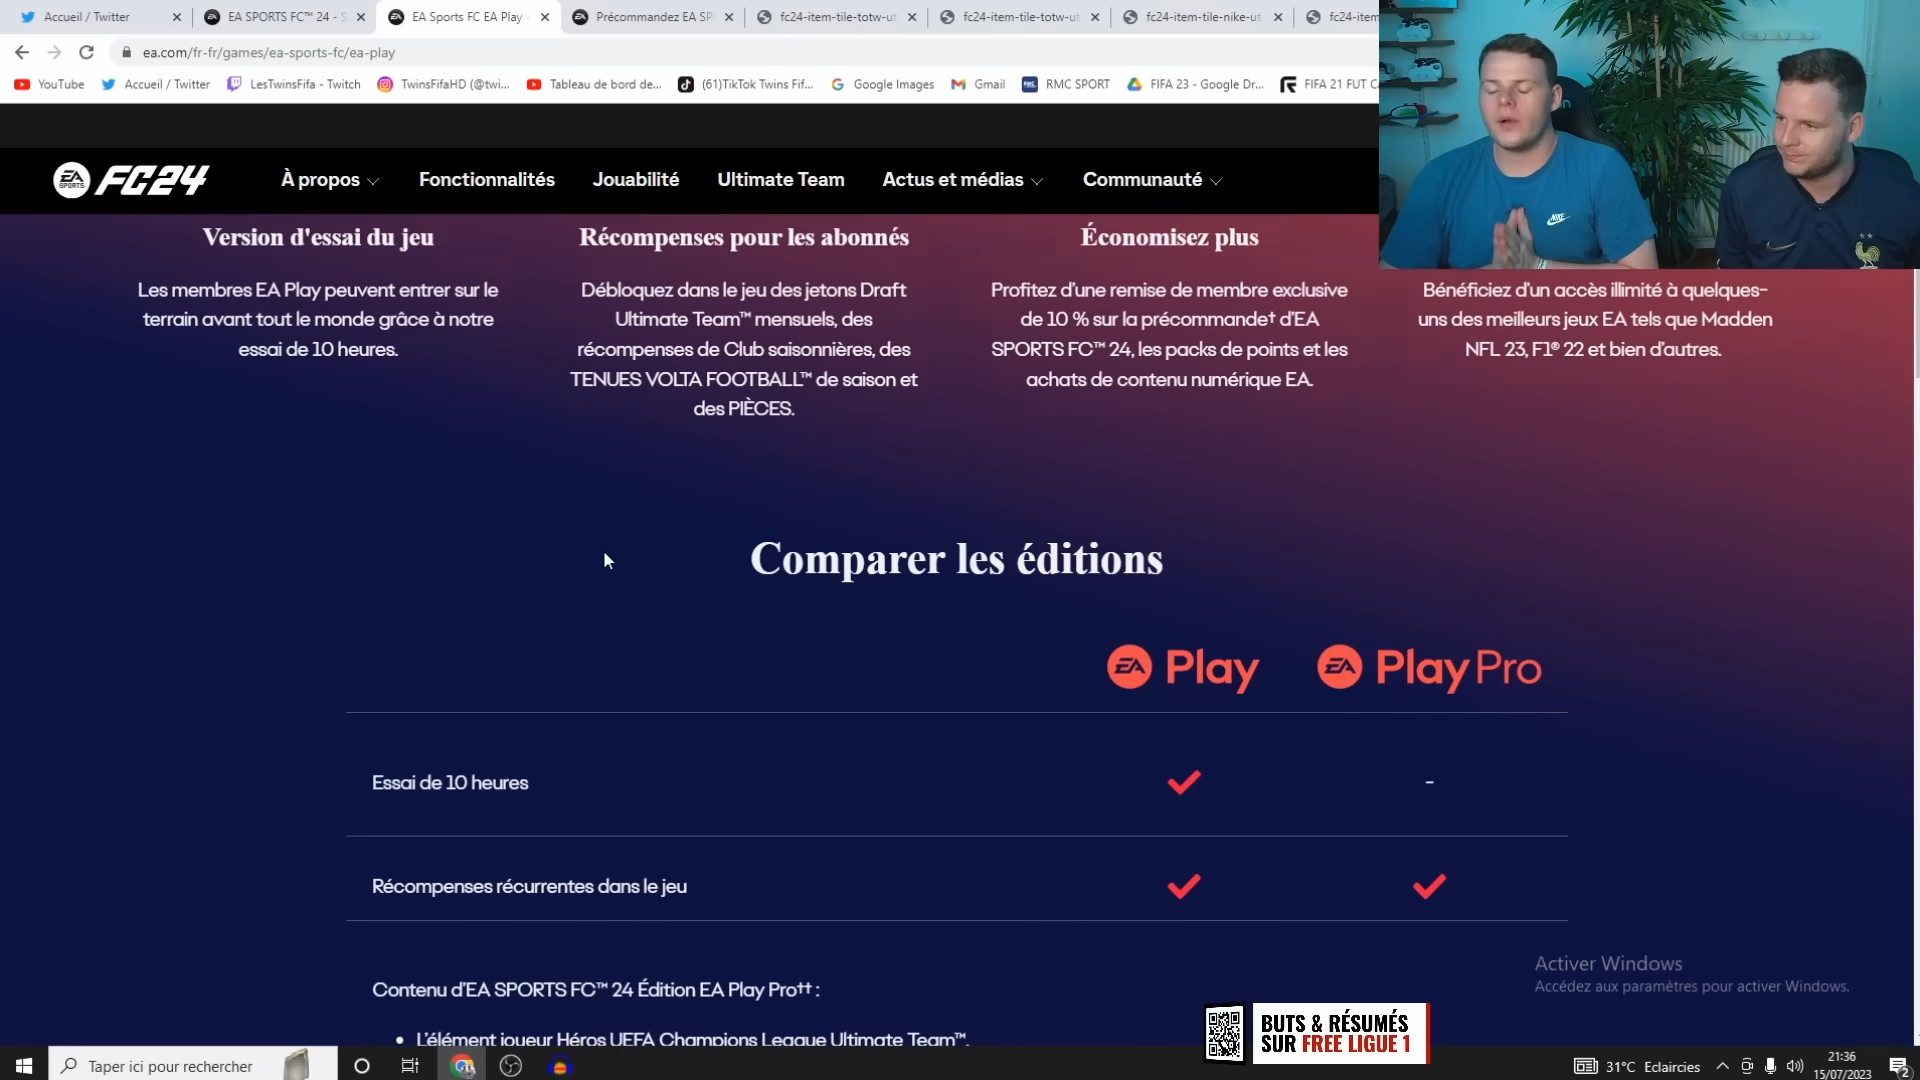 Accueil / Twitter
EA SPORTS FC™ 24 - S
EA Sports FC EA Play -
Précommandez EA SP
fc24-item-tile-totw-ut
fc24-item-tile-totw-ut
fc24-item-tile-nike-ut
fc24-item
ea.com/fr-fr/games/ea-sports-fc/ea-play
YouTube
Accueil / Twitter
LesTwinsFifa - Twitch
TwinsFifaHD (@twi...
Tableau de bord de...
(61)TikTok Twins Fif...
Google Images
Gmail
RMC SPORT
FIFA 23 - Google Dr...
FIFA 21 FUT C
EA SPORTS FC24
À propos
Fonctionnalités
Jouabilité
Ultimate Team
Actus et médias
Communauté
Version d'essai du jeu
Les membres EA Play peuvent entrer sur le
terrain avant tout le monde grâce à notre
essai de 10 heures.
Récompenses pour les abonnés
Débloquez dans le jeu des jetons Draft
Ultimate Team™ mensuels, des
récompenses de Club saisonnières, des
TENUES VOLTA FOOTBALL™ de saison et
des PIÈCES.
Économisez plus
Profitez d'une remise de membre exclusive
de 10 % sur la précommande† d'EA
SPORTS FC™ 24, les packs de points et les
achats de contenu numérique EA.
Bénéficiez d'un accès illimité à quelques-
uns des meilleurs jeux EA tels que Madden
NFL 23, F1® 22 et bien d'autres.
Comparer les éditions
EA Play
EA Play Pro
Essai de 10 heures
-
Récompenses récurrentes dans le jeu
Contenu d'EA SPORTS FC™ 24 Édition EA Play Pro†† :
• L'élément joueur Héros UEFA Champions League Ultimate Team™.
Activer Windows
Accédez aux paramètres pour activer Windows.
BUTS & RÉSUMÉS
SUR FREE LIGUE 1
Taper ici pour rechercher
31°C Eclaircies
21:36
15/07/2023
2